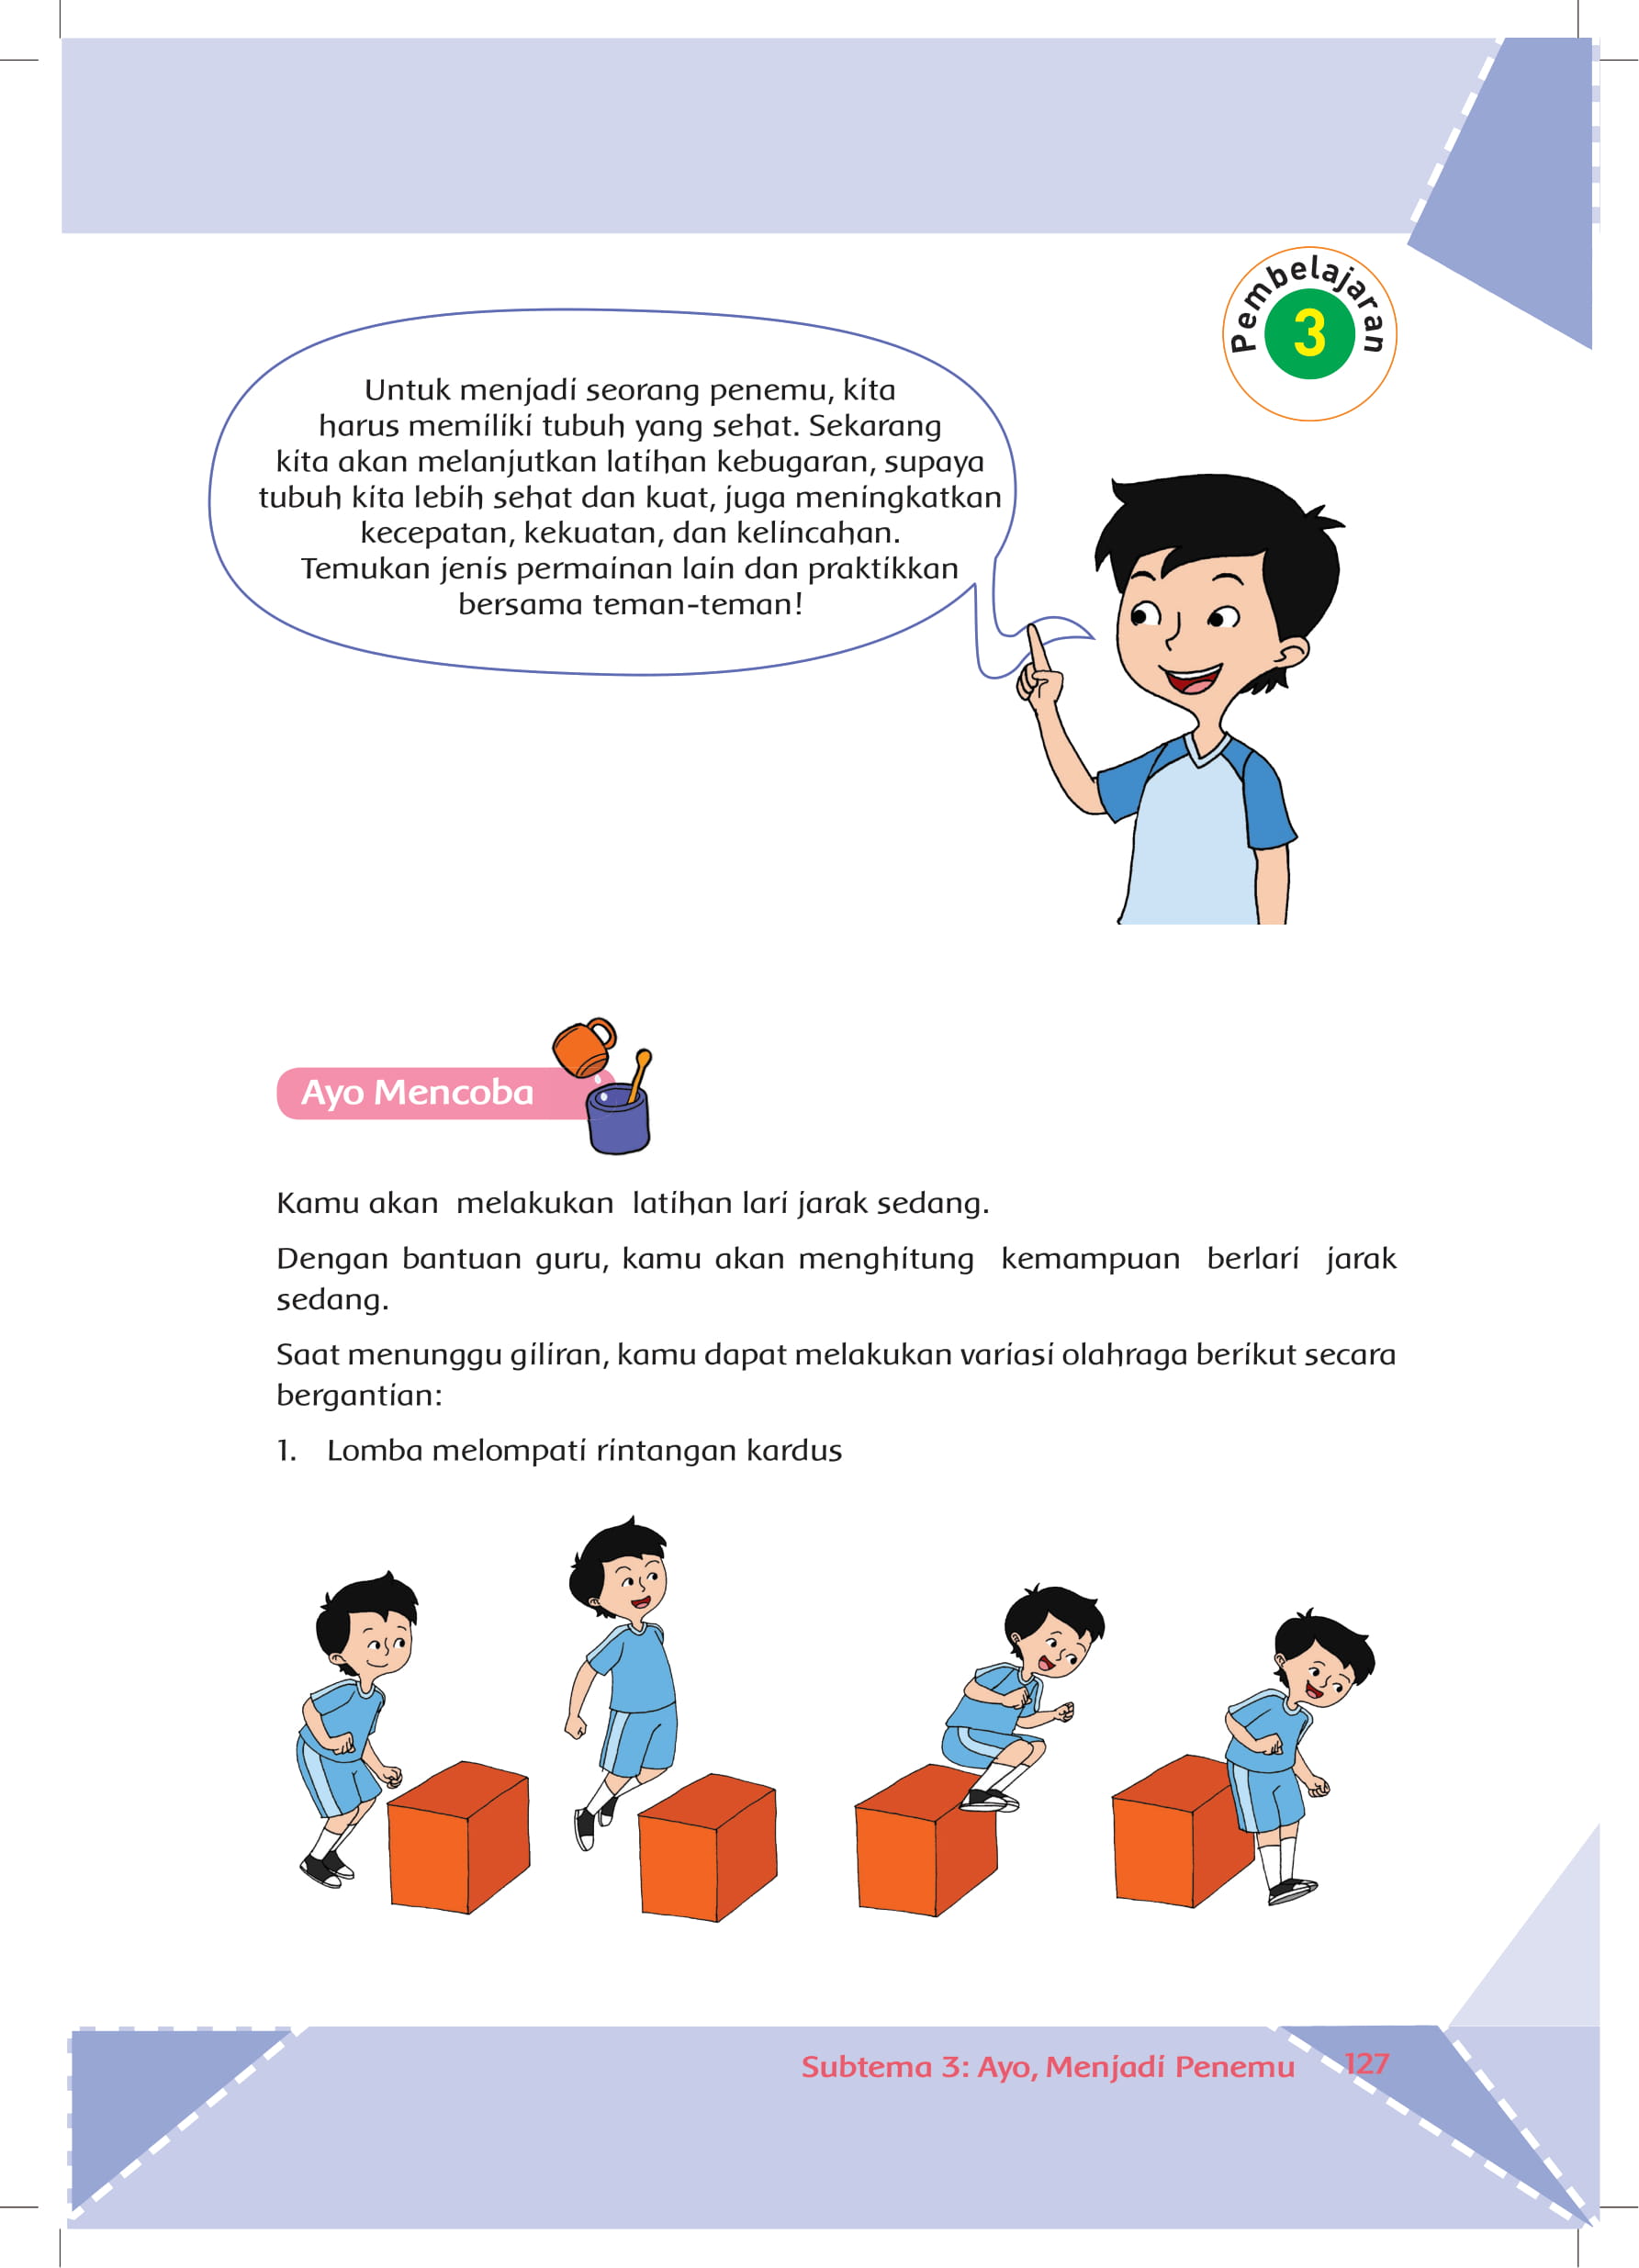 Pembelajaran
3
Untuk menjadi seorang penemu, kita
harus memiliki tubuh yang sehat. Sekarang
kita akan melanjutkan latihan kebugaran, supaya
tubuh kita lebih sehat dan kuat, juga meningkatkan
kecepatan, kekuatan, dan kelincahan.
Temukan jenis permainan lain dan praktikkan
bersama teman-teman!
Ayo Mencoba
Kamu akan melakukan latihan lari jarak sedang.
Dengan bantuan guru, kamu akan menghitung kemampuan berlari jarak
sedang.
Saat menunggu giliran, kamu dapat melakukan variasi olahraga berikut secara
bergantian:
1. Lomba melompati rintangan kardus
Subtema 3: Ayo, Menjadi Penemu 127